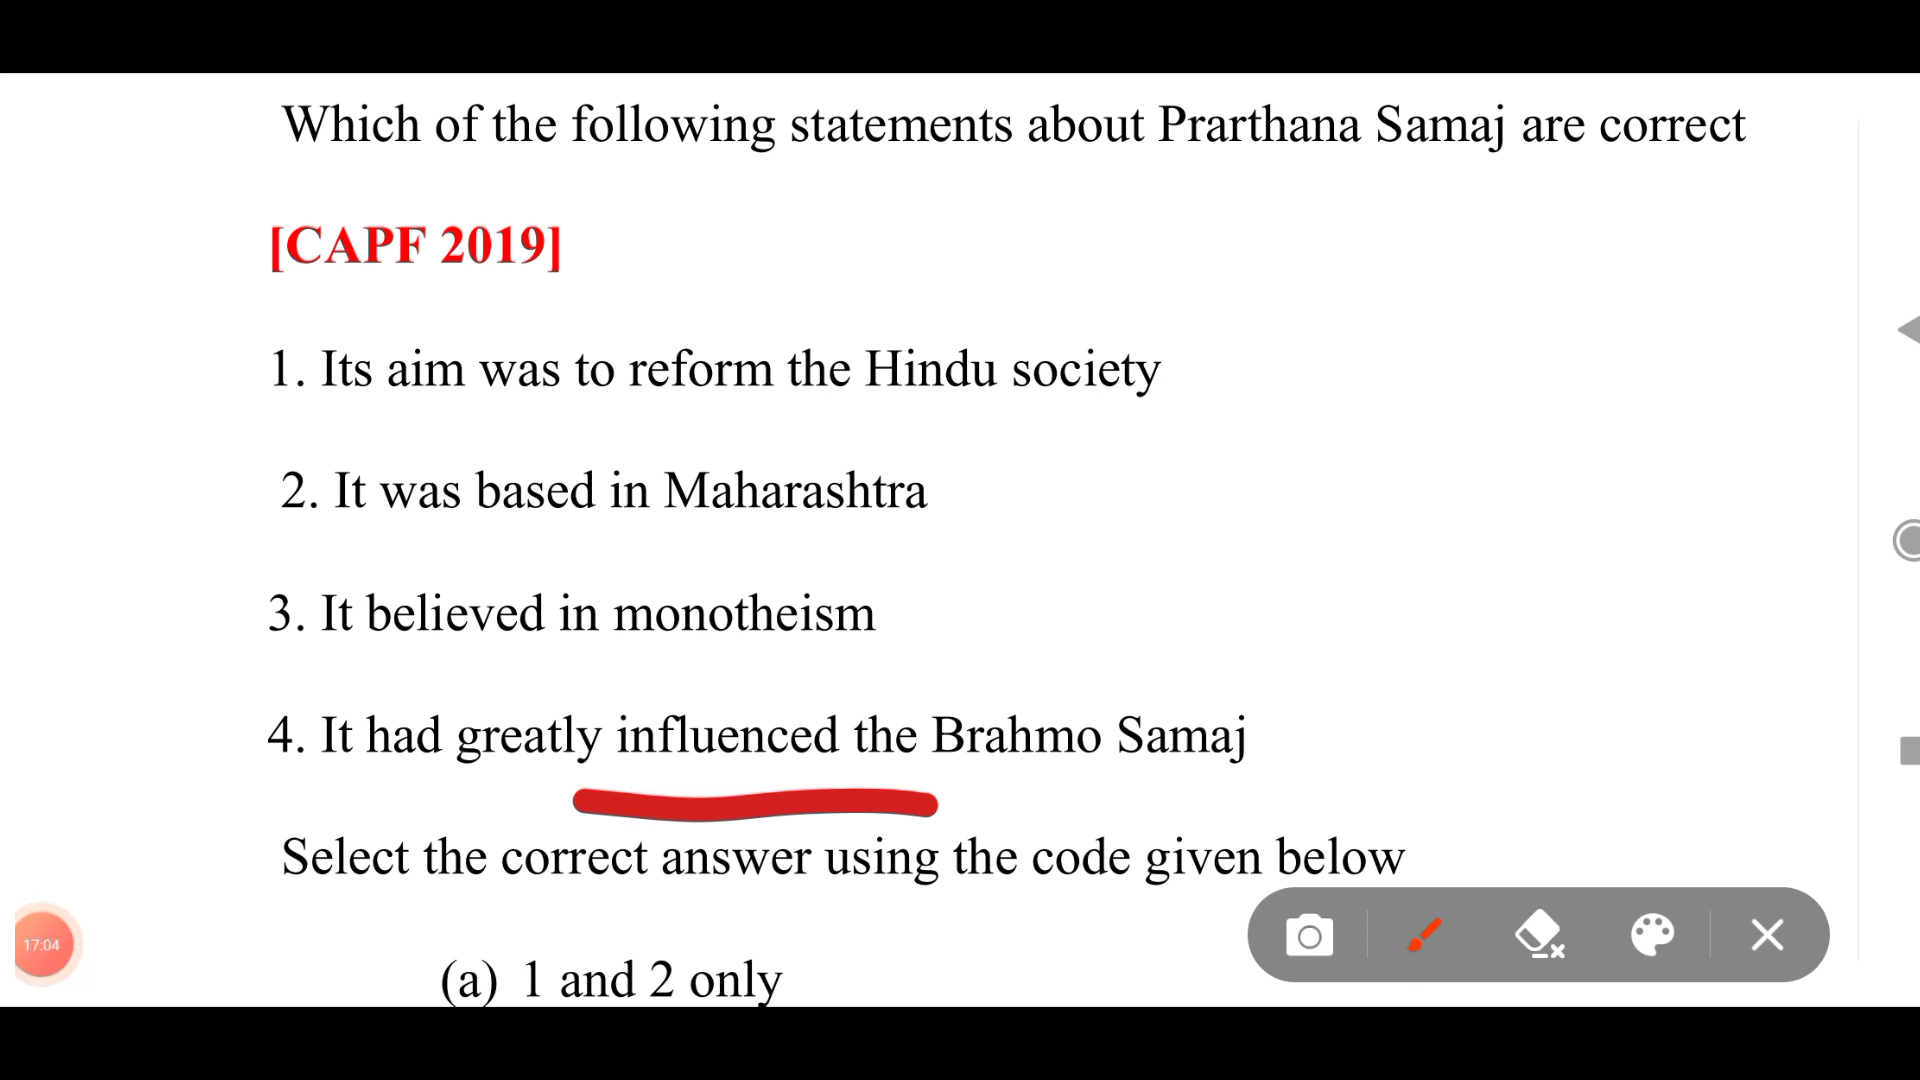 Which of the following statements about Prarthana Samaj are correct
[CAPF 2019]
1. Its aim was to reform the Hindu society
2. It was based in Maharashtra
3. It believed in monotheism
4. It had greatly influenced the Brahmo Samaj
Select the correct answer using the code given below
17:04
(a) 1 and 2 only